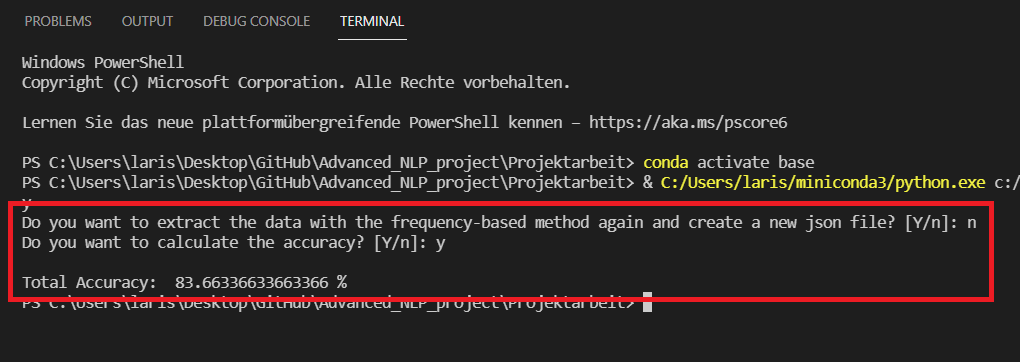 PROBLEMS OUTPUT DEBUG CONSOLE TERMINAL
Windows PowerShell
Copyright (C) Microsoft Corporation. Alle Rechte vorbehalten.
Lernen Sie das neue plattformübergreifende PowerShell kennen – https://aka.ms/pscore6
PS C:\Users\laris\Desktop\GitHub\Advanced_NLP_project\Projektarbeit> conda activate base
PS C:\Users\laris\Desktop\GitHub\Advanced_NLP_project\Projektarbeit> & C:/Users/laris/miniconda3/python.exe c:/
y
Do you want to extract the data with the frequency-based method again and create a new json file? [Y/n]: n
Do you want to calculate the accuracy? [Y/n]: y
Total Accuracy: 83.66336633663366 %
PS C:\Users\laris\Desktop\GitHub\Advanced_NLP_project\Projektarbeit>